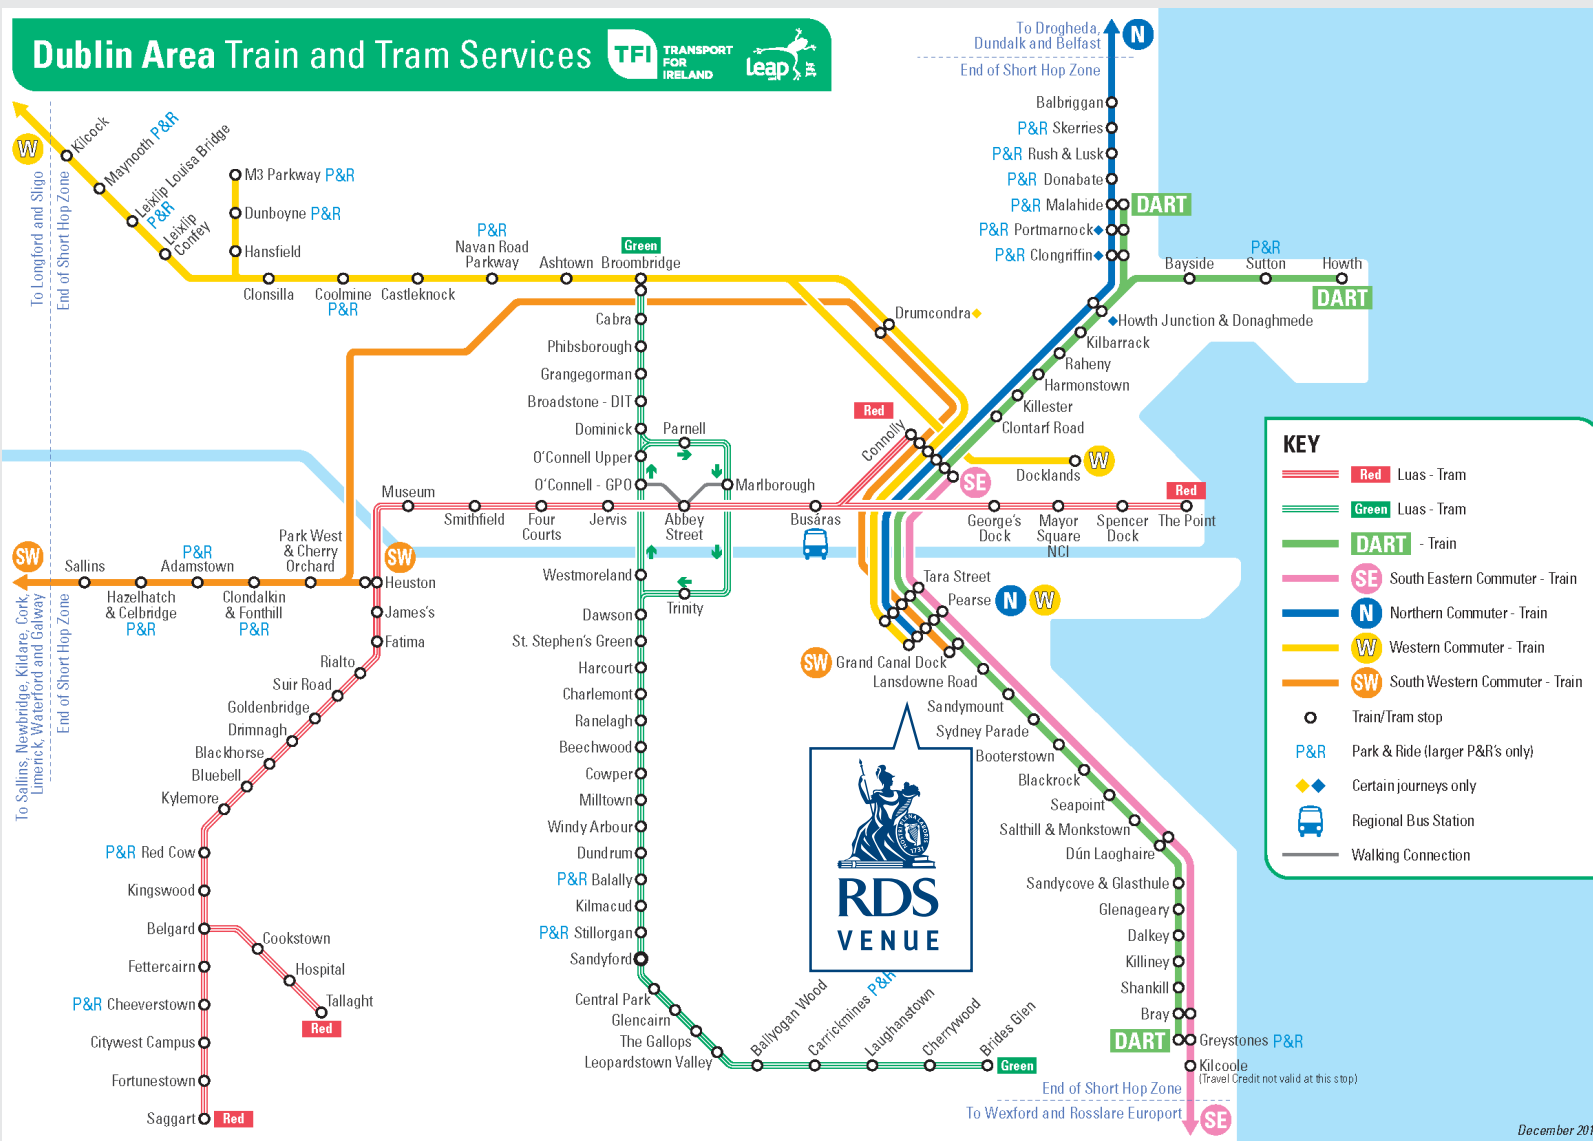 Dublin Area Train and Tram Services
TFI
TRANSPORT
FOR
IRELAND
leap
To Drogheda,
Dundalk and Belfast
N
End of Short Hop Zone
Balbriggan
P&R Skerries
P&R Rush & Lusk
P&R Donabate
P&R Malahide
DART
P&R Portmarnock
P&R Clongriffin
Bayside
P&R
Sutton
Howth
DART
Howth Junction & Donaghmede
Kilbarrack
Raheny
Harmonstown
Killester
Clontarf Road
W
To Longford and Sligo
End of Short Hop Zone
Kilcock
Maynooth P&R
Leixlip Louisa Bridge
P&R
Leixlip
Confey
M3 Parkway P&R
Dunboyne P&R
Hansfield
Clonsilla
Coolmine
P&R
Castleknock
P&R
Navan Road
Parkway
Ashtown
Green
Broombridge
Drumcondra
Cabra
Phibsborough
Grangegorman
Broadstone - DIT
Dominick
Parnell
O'Connell Upper
O'Connell - GPO
Marlborough
Red
Connolly
Docklands
W
SE
Museum
Smithfield
Four
Courts
Jervis
Abbey
Street
Busáras
George's
Dock
Mayor
Square
NCI
Spencer
Dock
Red
The Point
SW
Sallins
Hazelhatch
& Celbridge
P&R
P&R
Adamstown
Clondalkin
& Fonthill
P&R
Park West
& Cherry
Orchard
SW
Heuston
James's
Fatima
Rialto
Suir Road
Goldenbridge
Drimnagh
Blackhorse
Bluebell
Kylemore
P&R Red Cow
Kingswood
Belgard
Cookstown
Hospital
Tallaght
Red
Fettercairn
P&R Cheeverstown
Citywest Campus
Fortunestown
Saggart
Red
To Sallins, Newbridge, Kildare, Cork,
Limerick, Waterford and Galway
End of Short Hop Zone
Westmoreland
Trinity
Dawson
St. Stephen's Green
Harcourt
Charlemont
Ranelagh
Beechwood
Cowper
Milltown
Windy Arbour
Dundrum
P&R Balally
Kilmacud
P&R Stillorgan
Sandyford
Central Park
Glencairn
The Gallops
Leopardstown Valley
Ballyogan Wood
Carrickmines P&R
Laughanstown
Cherrywood
Brides Glen
Green
Tara Street
Pearse
N
W
SW
Grand Canal Dock
Lansdowne Road
Sandymount
Sydney Parade
Booterstown
Blackrock
Seapoint
Salthill & Monkstown
Dún Laoghaire
Sandycove & Glasthule
Glenageary
Dalkey
Killiney
Shankill
Bray
DART
Greystones P&R
Kilcoole
(Travel Credit not valid at this stop)
End of Short Hop Zone
To Wexford and Rosslare Europort
SE
RDS
VENUE
KEY
Red
Luas - Tram
Green
Luas - Tram
DART
- Train
SE
South Eastern Commuter - Train
N
Northern Commuter - Train
W
Western Commuter - Train
SW
South Western Commuter - Train
Train/Tram stop
P&R
Park & Ride (larger P&R's only)
Certain journeys only
Regional Bus Station
Walking Connection
December 201